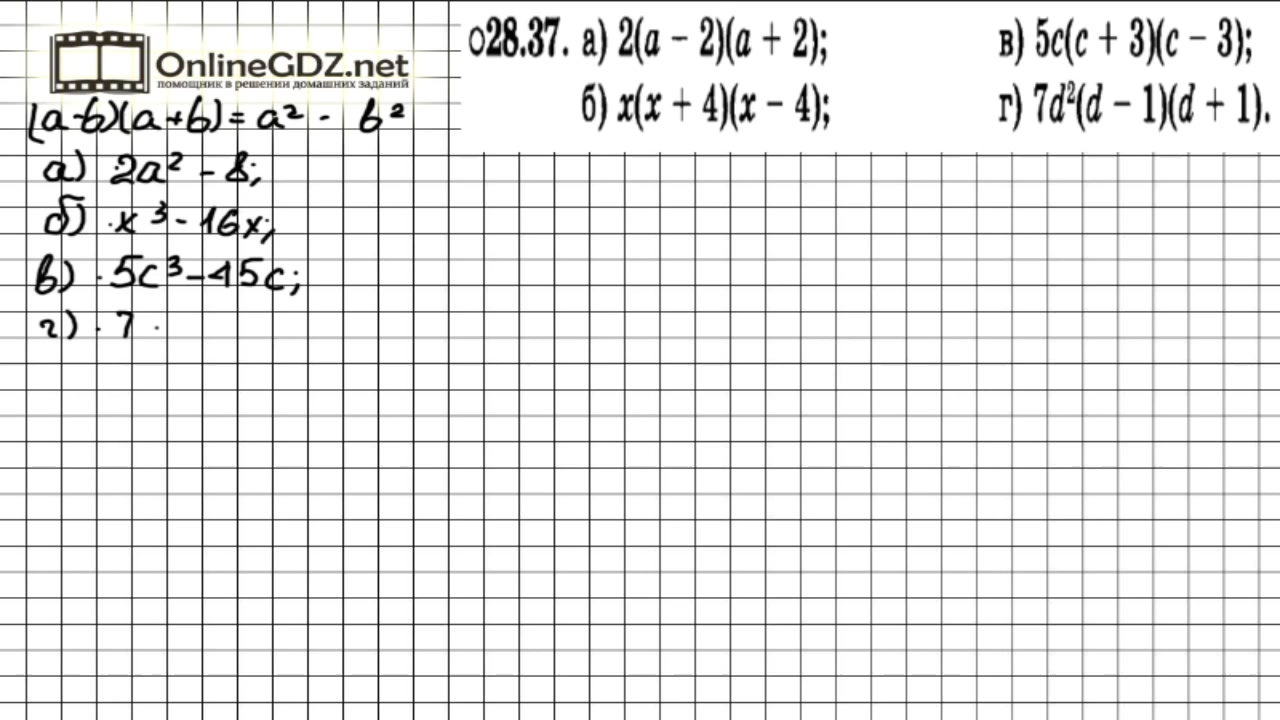 OnlineGDZ.net
помощник в решении домашних заданий
о28.37. а) 2(a − 2)(a + 2);
в) 5c(c + 3)(c − 3);
б) x(x + 4)(x − 4);
г) 7d²(d − 1)(d + 1).
(a-b)(a+b) = a² - b²
а) 2a² - 8;
б) x³ - 16x;
в) 5c³ - 45c;
г) 7